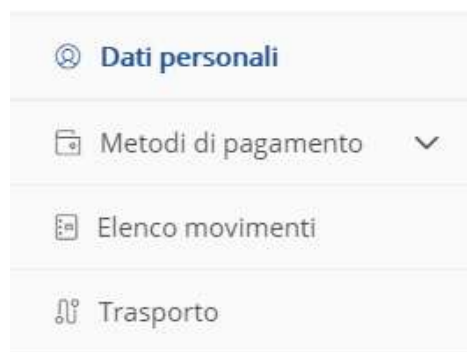 Dati personali
Metodi di pagamento
Elenco movimenti
Trasporto